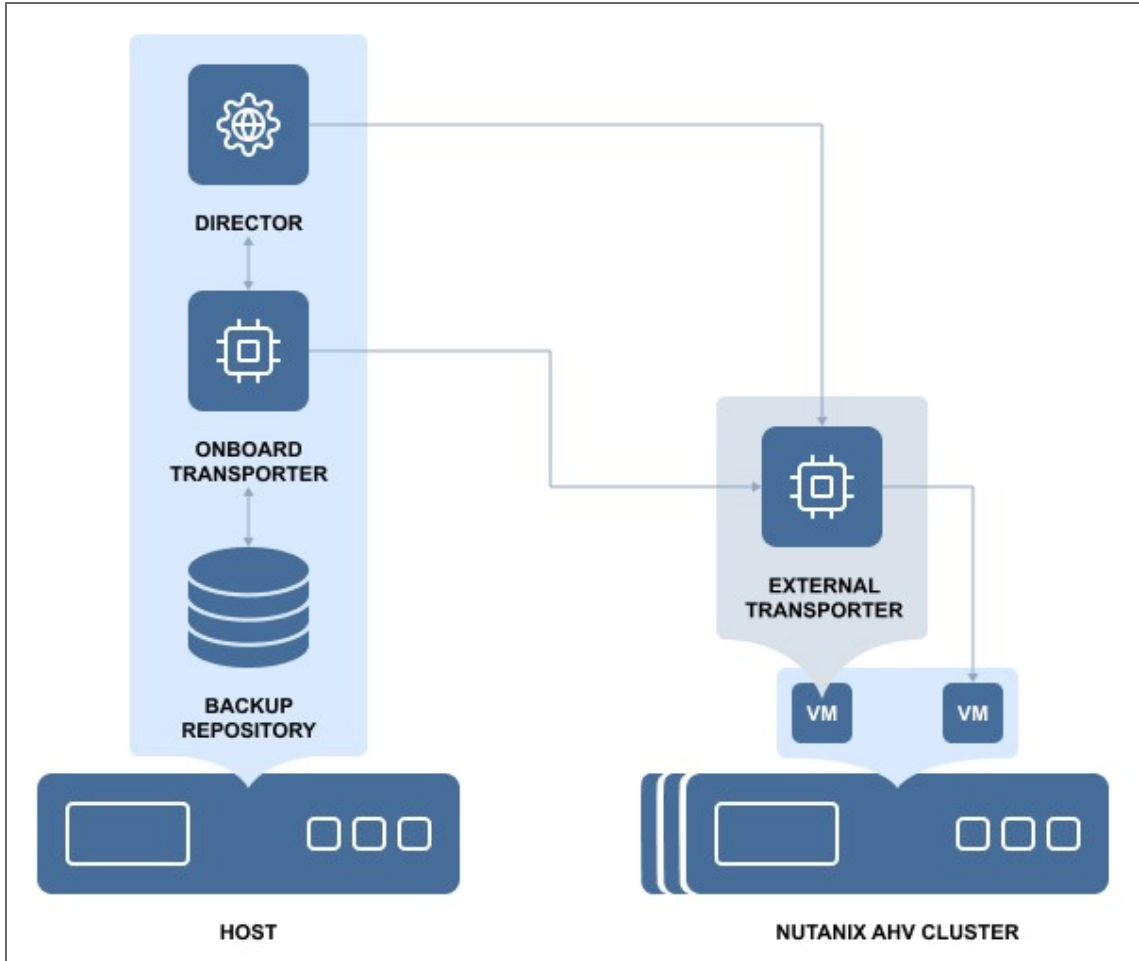 DIRECTOR
ONBOARD
TRANSPORTER
BACKUP
REPOSITORY
HOST
EXTERNAL
TRANSPORTER
VM
VM
NUTANIX AHV CLUSTER